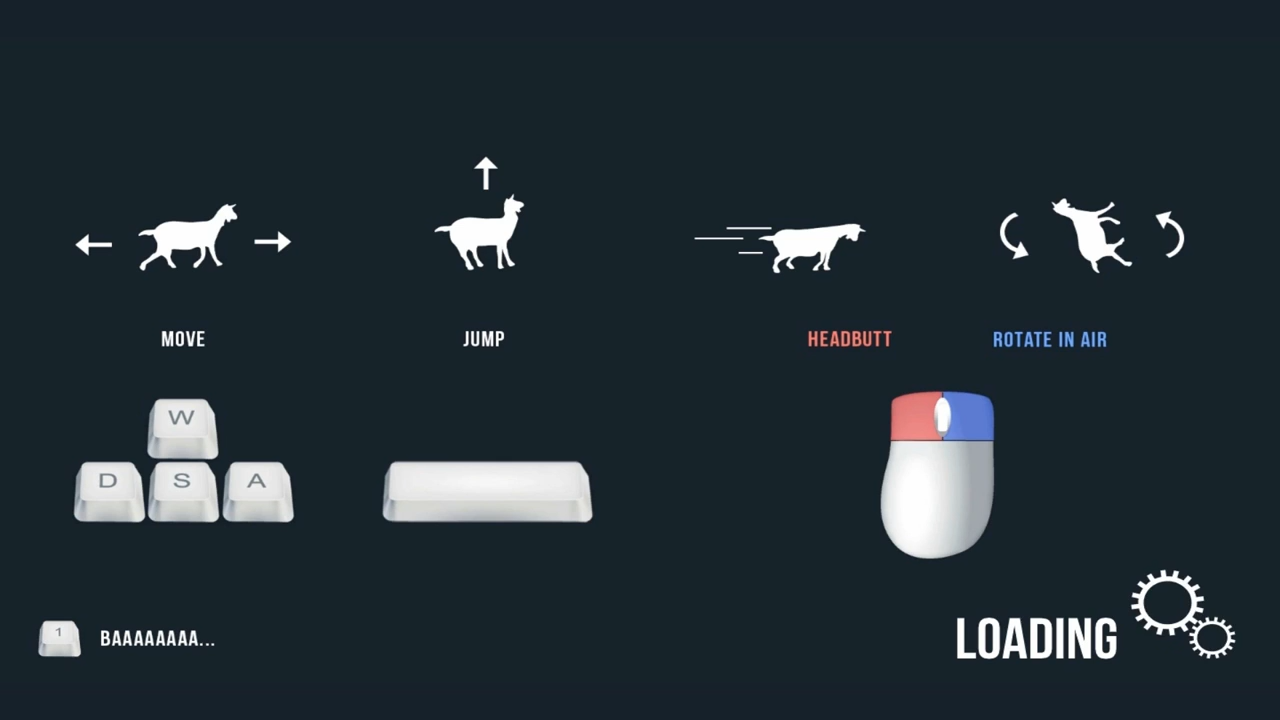 MOVE
JUMP
HEADBUTT
ROTATE IN AIR
W
D S A
1
BAAAAAAAA...
LOADING